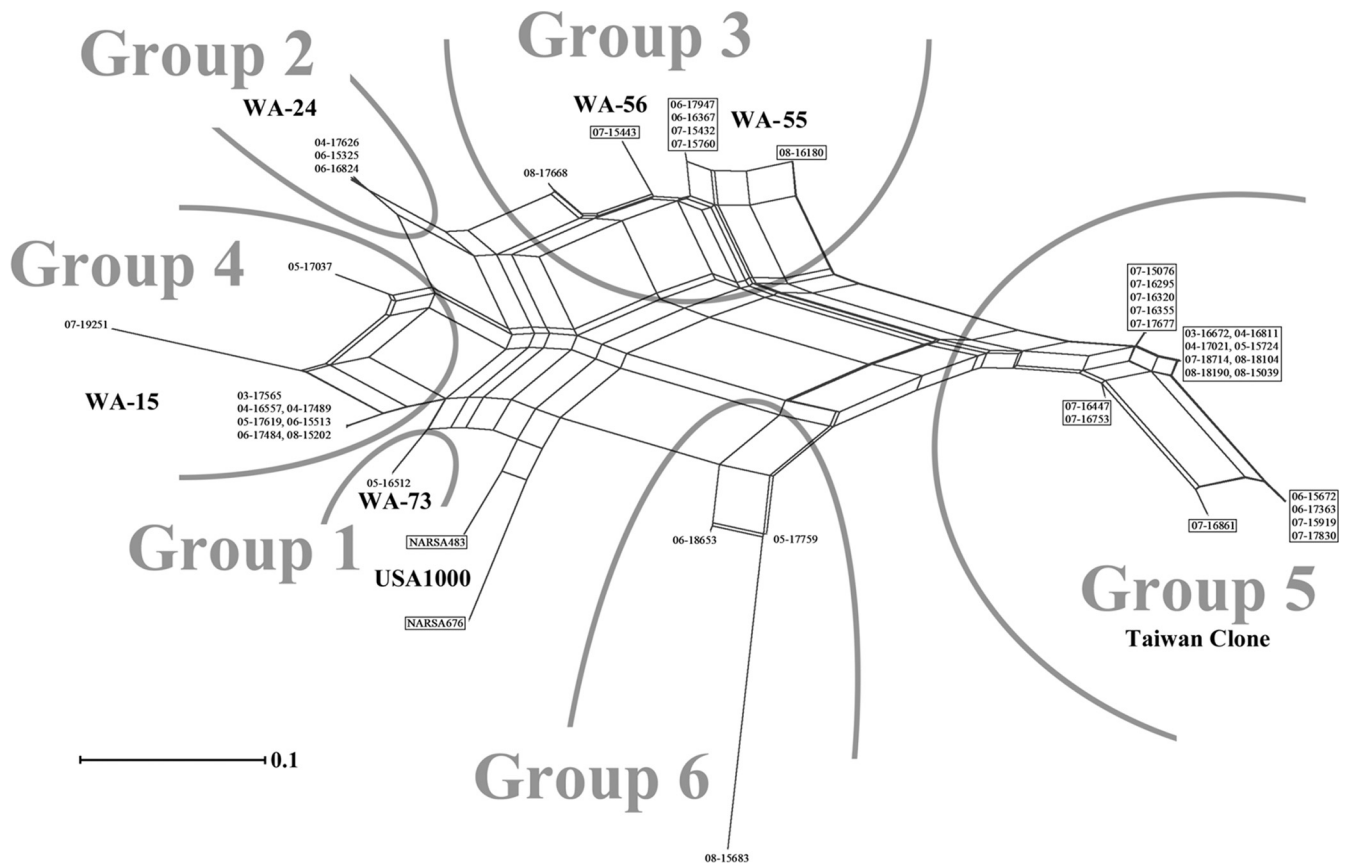 Group 3
Group 2
WA-24
WA-56
06-17947
06-16367
07-15432
07-15760
WA-55
07-15443
08-16180
04-17626
06-15325
06-16824
08-17668
Group 4
05-17037
07-19251
WA-15
03-17565
04-16557, 04-17489
05-17619, 06-15513
06-17484, 08-15202
07-15076
07-16295
07-16320
07-16355
07-17677
03-16672, 04-16811
04-17021, 05-15724
07-18714, 08-18104
08-18190, 08-15039
07-16447
07-16753
05-16512
WA-73
Group 1
NARSA483
USA1000
NARSA676
06-18653
05-17759
07-16861
06-15672
06-17363
07-15919
07-17830
Group 5
Taiwan Clone
0.1
Group 6
08-15683